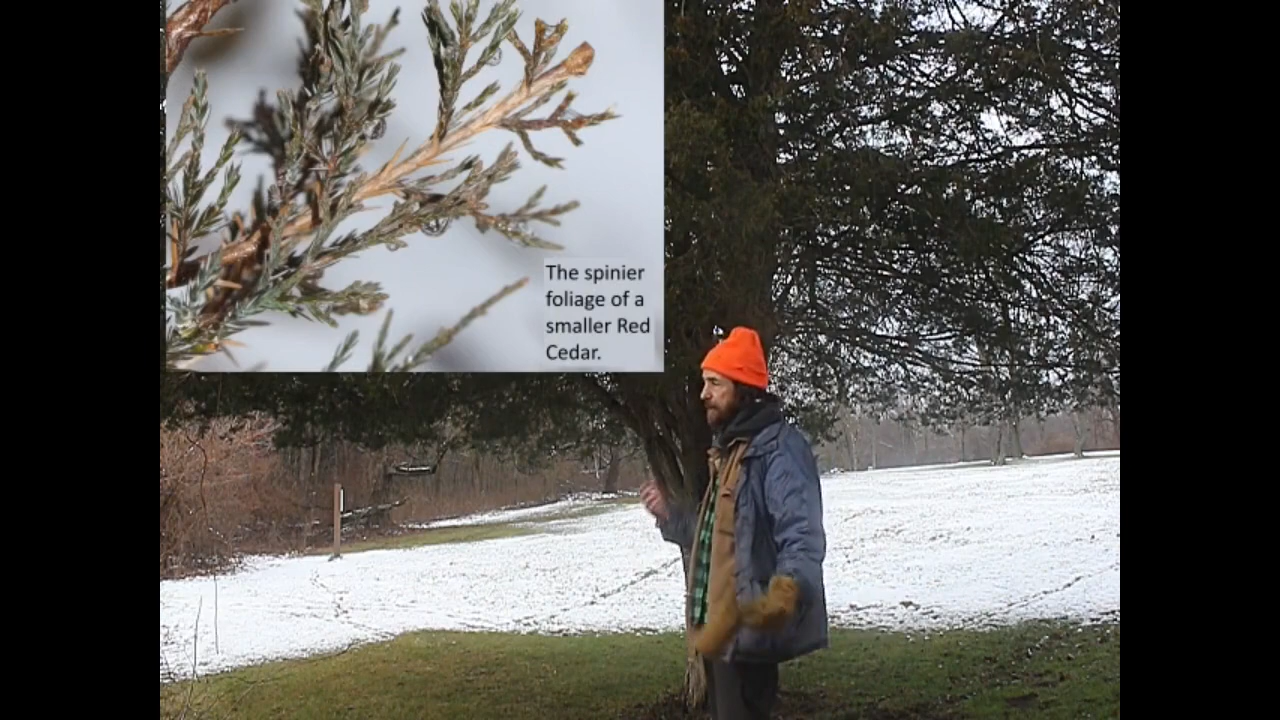 The spinier
foliage of a
smaller Red
Cedar.